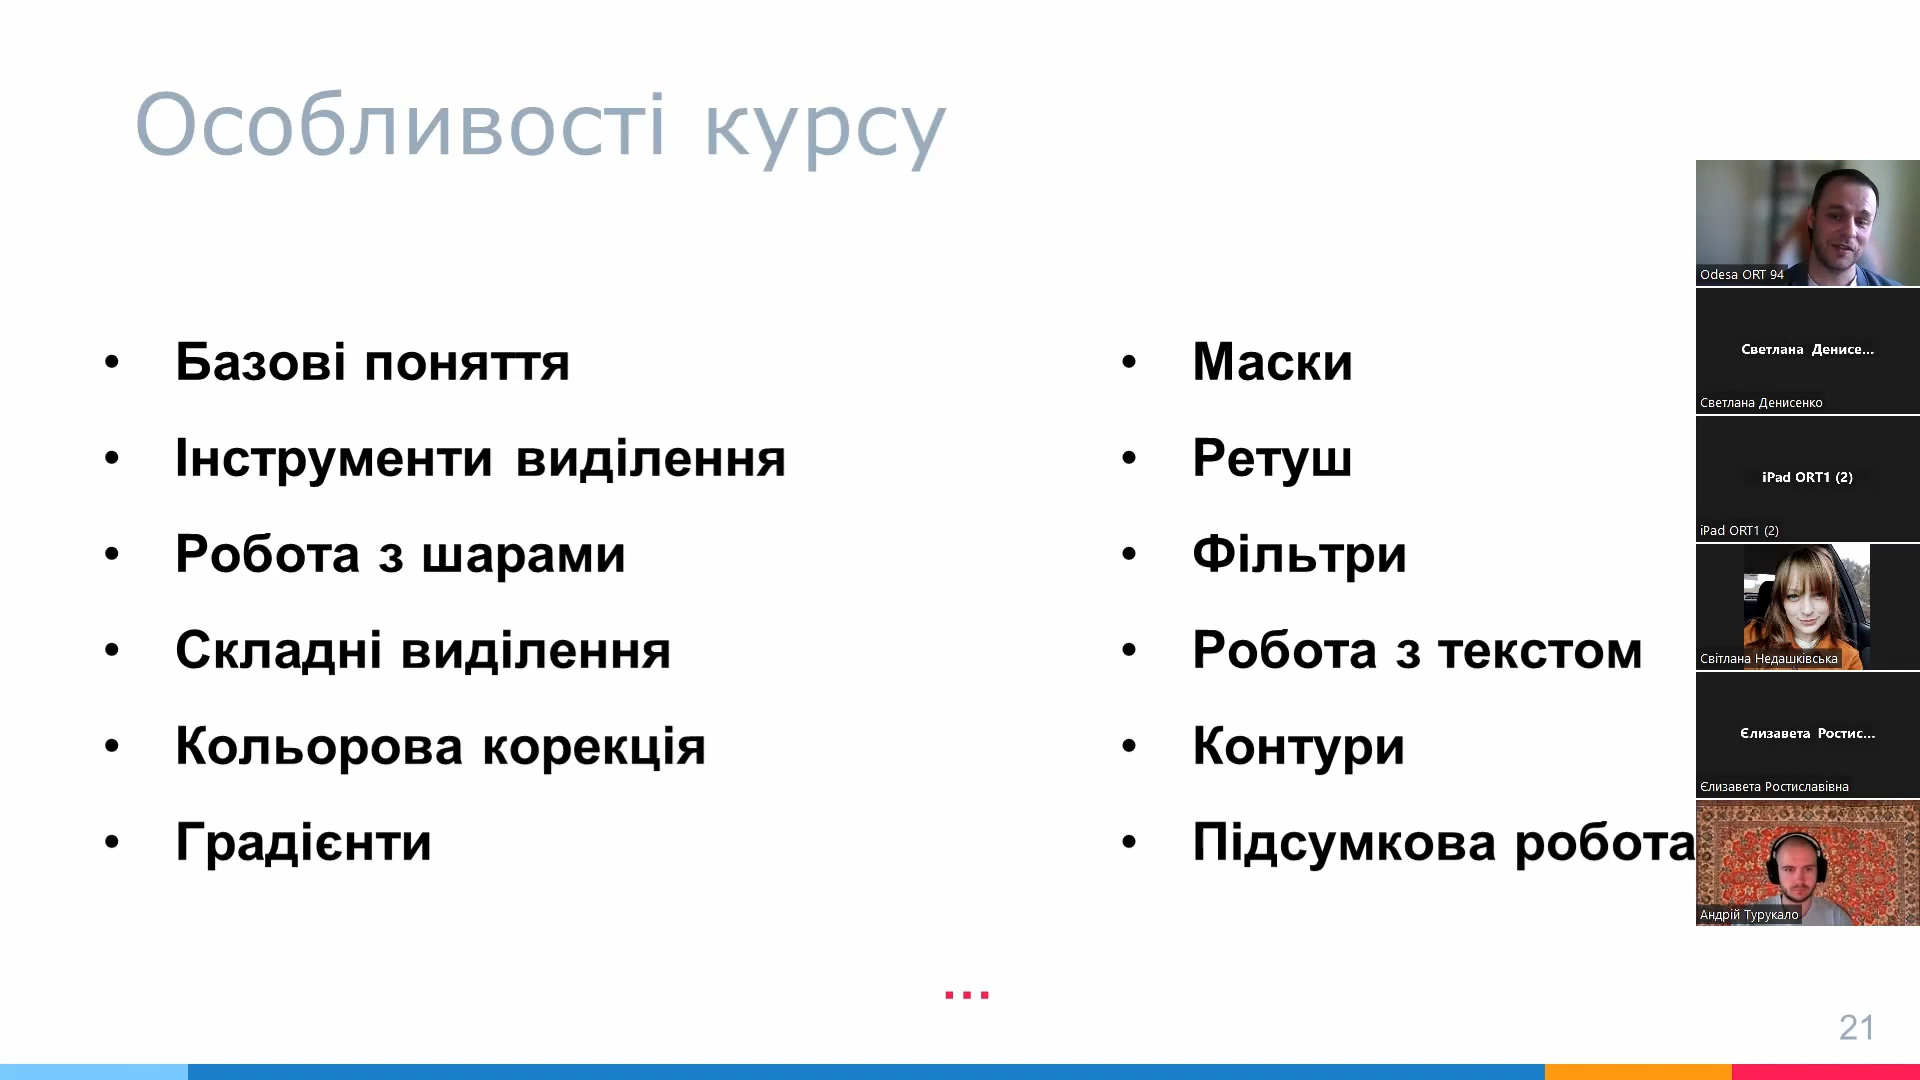 Особливості курсу
• Базові поняття
• Інструменти виділення
• Робота з шарами
• Складні виділення
• Кольорова корекція
• Градієнти
• Маски
• Ретуш
• Фільтри
• Робота з текстом
• Контури
• Підсумкова робота
...
21
Odesa ORT 94
Светлана Денисе...
Светлана Денисенко
iPad ORT1 (2)
iPad ORT1 (2)
Світлана Недашківська
Єлизавета Ростис...
Єлизавета Ростиславівна
Андрій Турукало